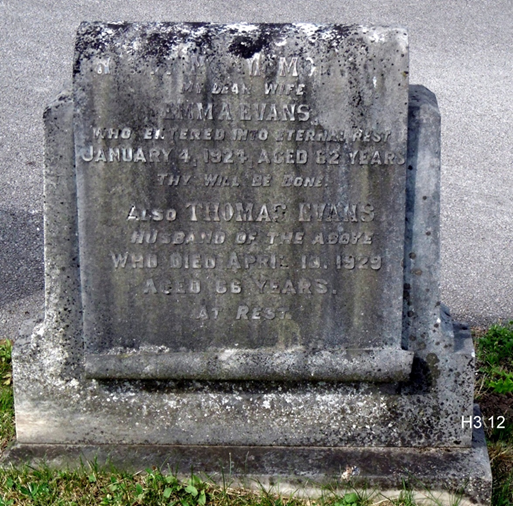 MY DEAR WIFE
EMMA EVANS,
WHO ENTERED INTO ETERNAL REST
JANUARY 4, 1924, AGED 62 YEARS
THY WILL BE DONE.
ALSO THOMAS EVANS
HUSBAND OF THE ABOVE
WHO DIED APRIL 13, 1929
AGED 66 YEARS.
AT REST
H3 12